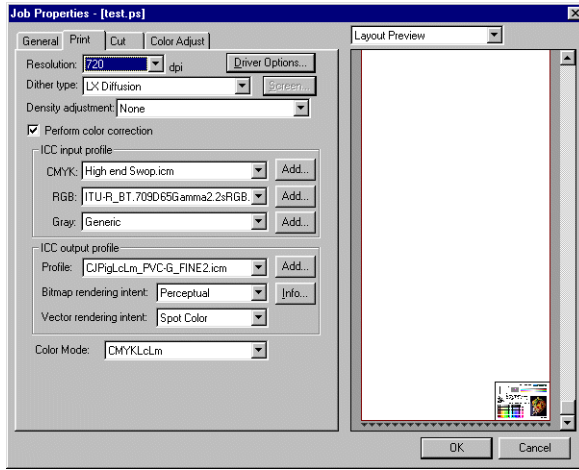 Job Properties - [test.ps]
General Print Cut Color Adjust
Layout Preview
Resolution: 720 dpi Driver Options...
Dither type: LX Diffusion Screen...
Density adjustment: None
Perform color correction
ICC input profile
CMYK: High end Swop.icm Add...
RGB: ITU-R_BT.709D65Gamma2.2sRGB. Add...
Gray: Generic Add...
ICC output profile
Profile: CJPigLcLm_PVC-G_FINE2.icm Add...
Bitmap rendering intent: Perceptual Info...
Vector rendering intent: Spot Color
Color Mode: CMYKLcLm
OK Cancel